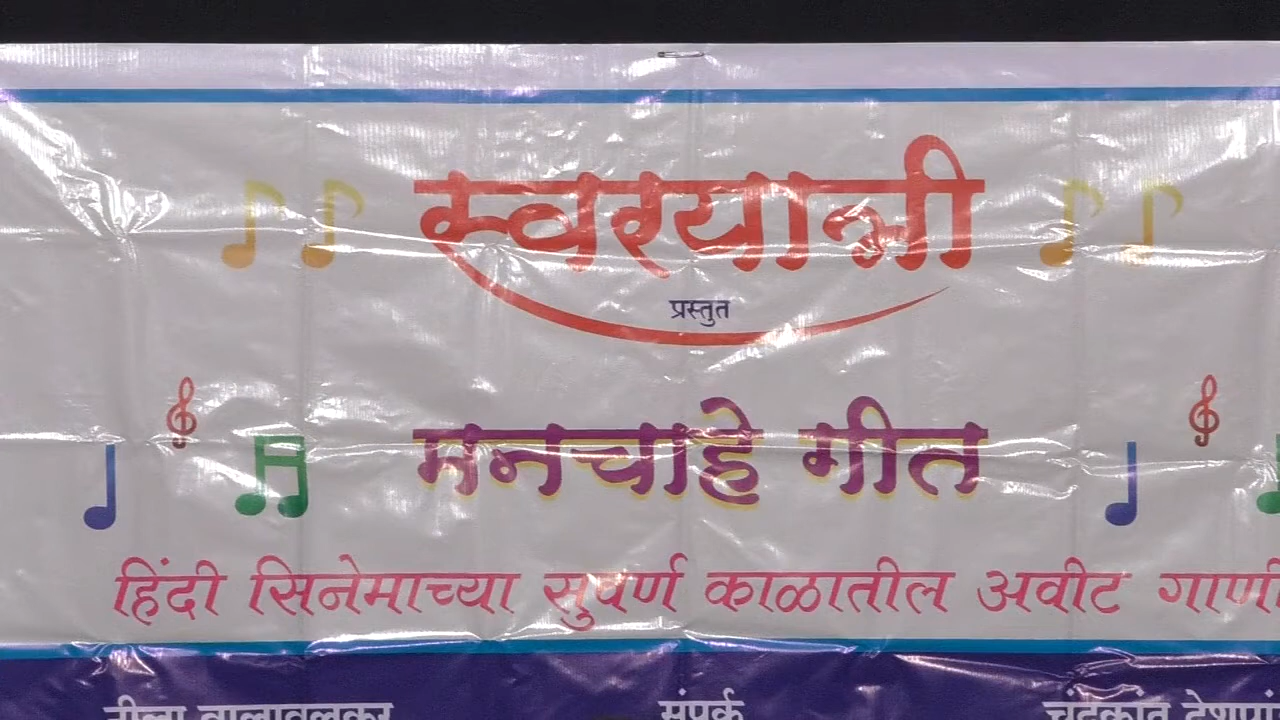 स्वरयात्री
प्रस्तुत
मनचाहे गीत
हिंदी सिनेमाच्या सुवर्ण काळातील अवीट गाणी
संपर्क